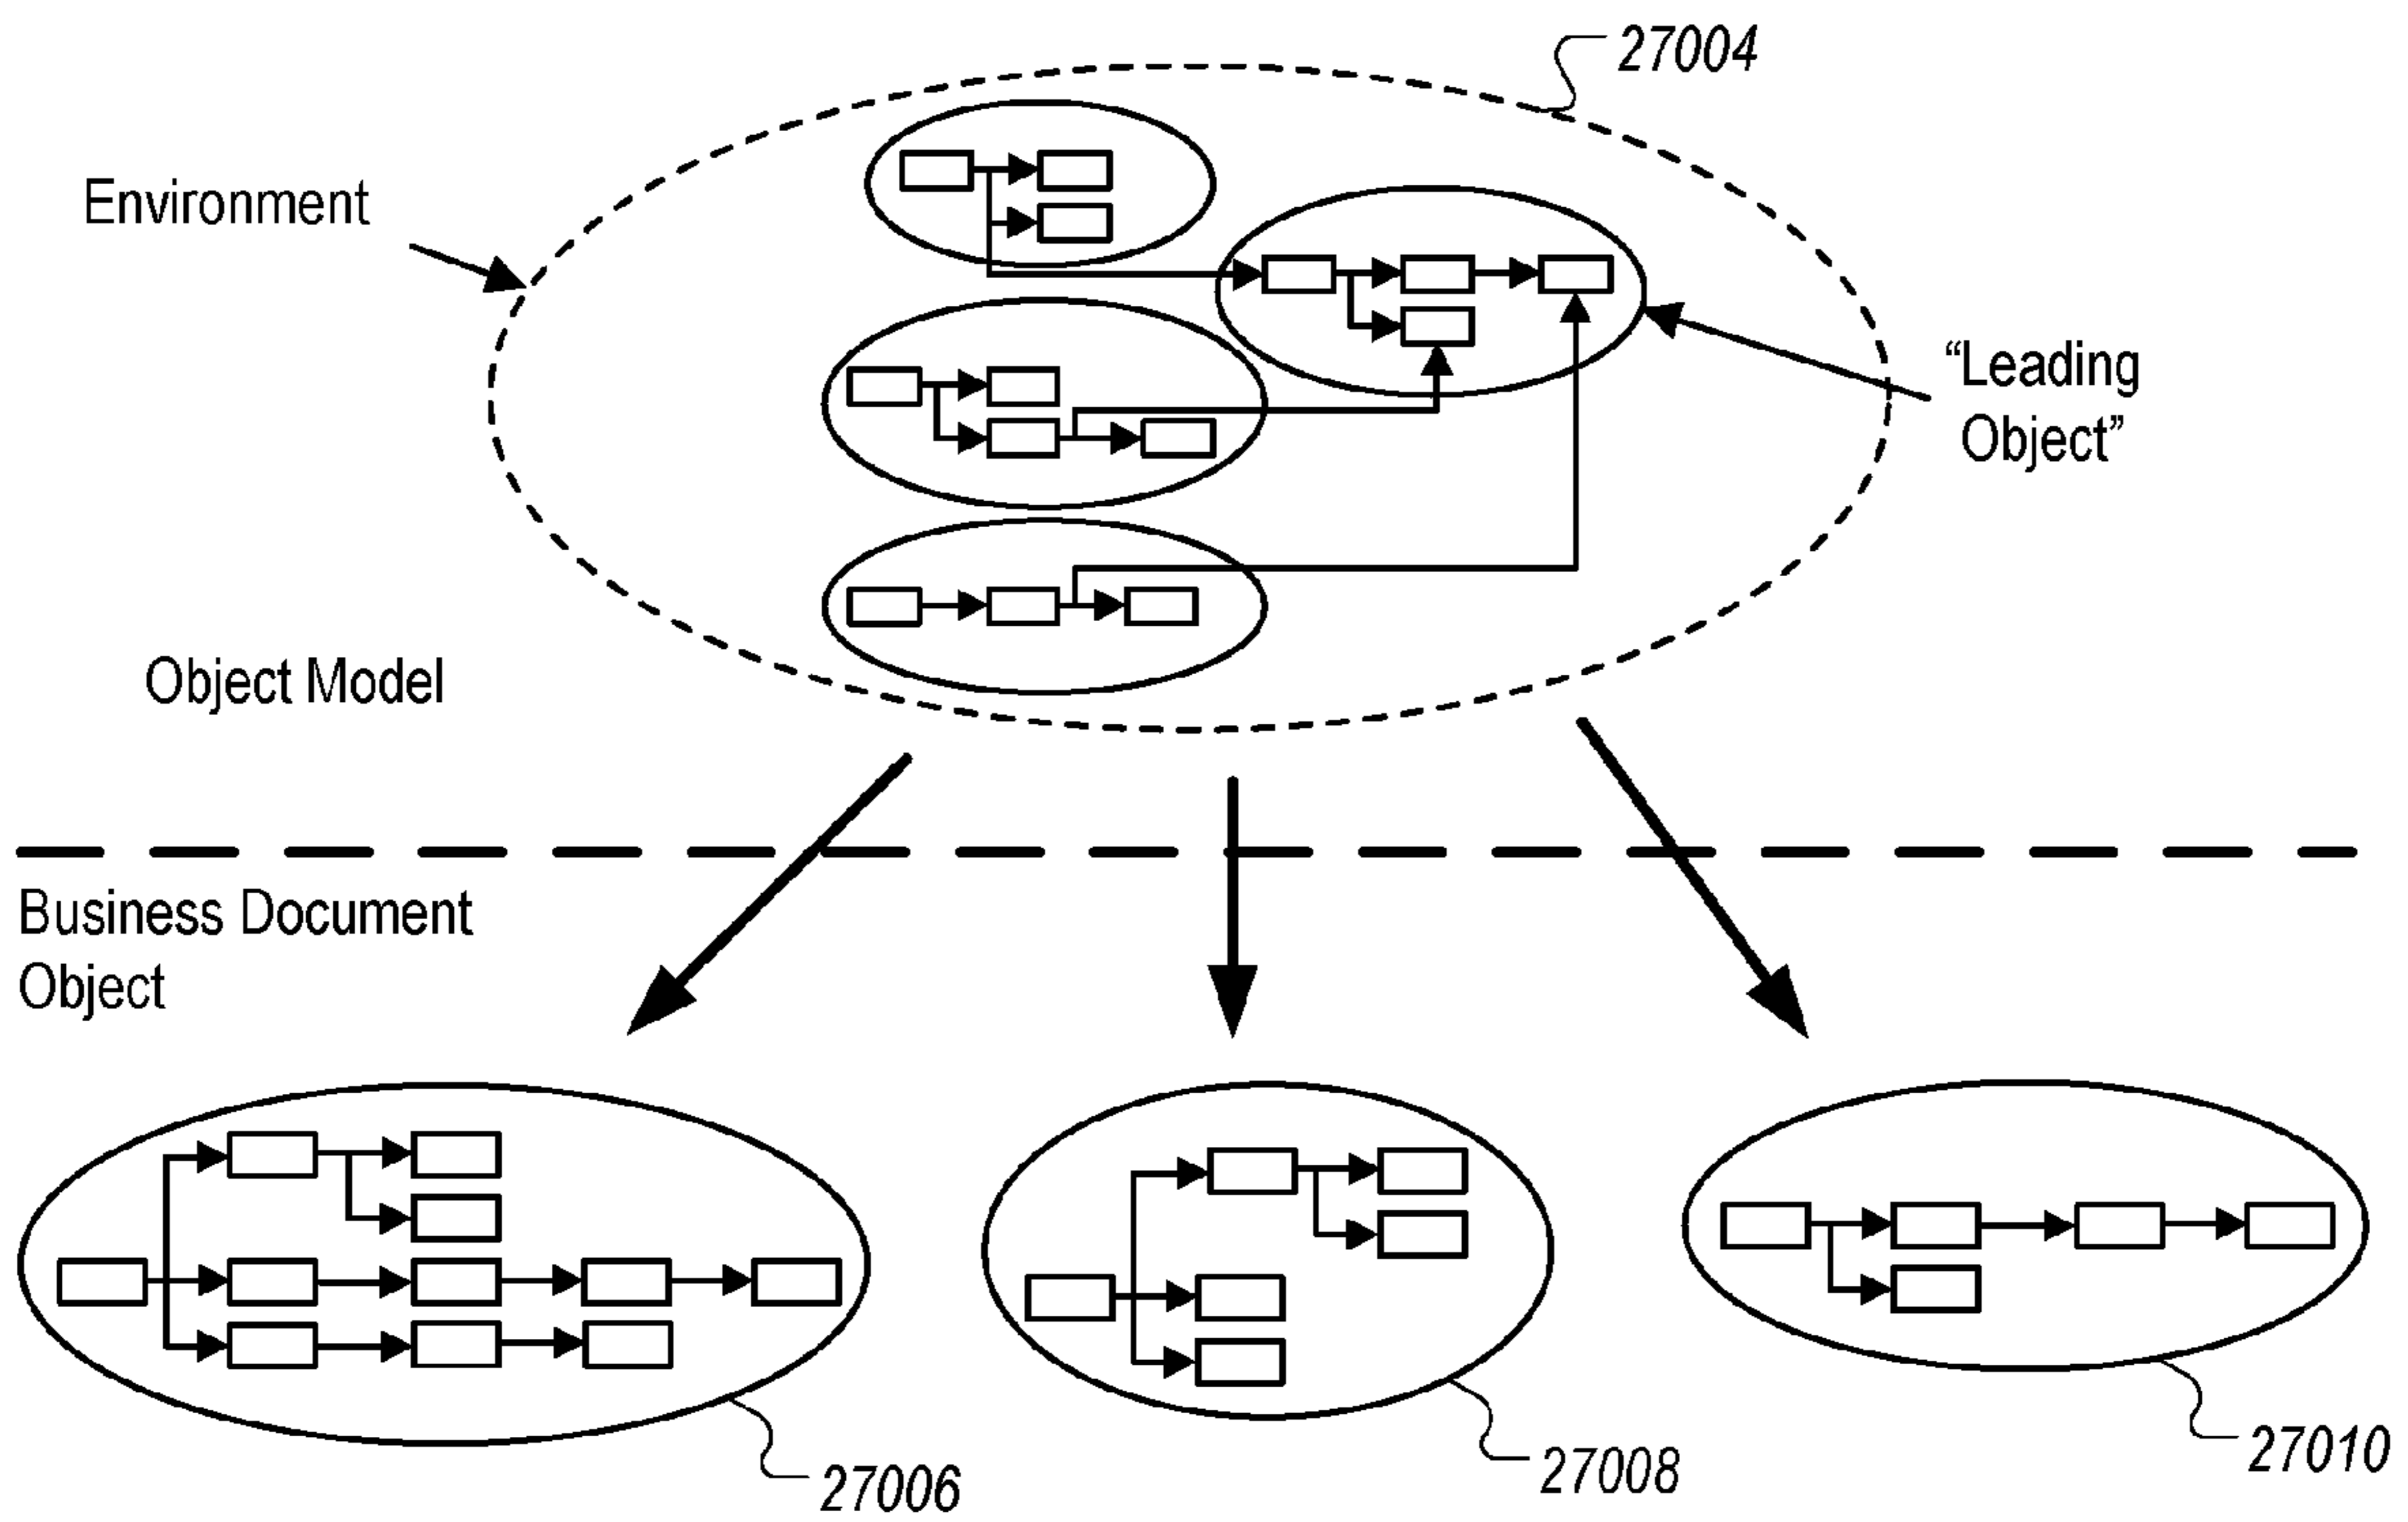 27004
Environment
“Leading
Object”
Object Model
Business Document
Object
27006
27008
27010